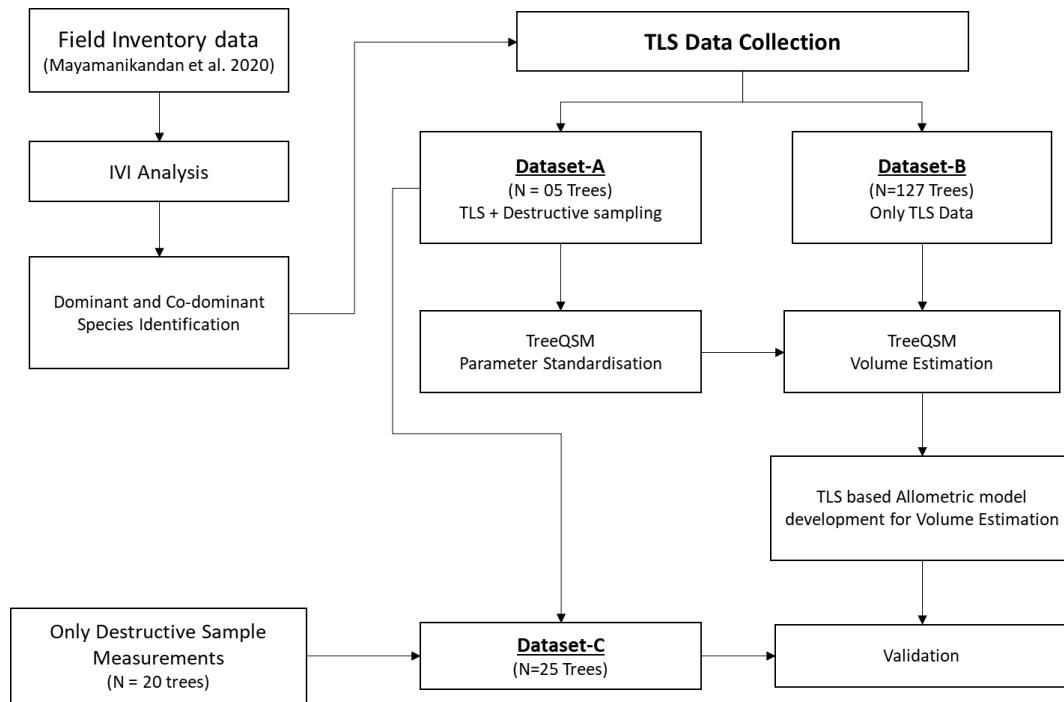 Field Inventory data
(Mayamanikandan et al. 2020)
IVI Analysis
Dominant and Co-dominant
Species Identification
TLS Data Collection
Dataset-A
(N = 05 Trees)
TLS + Destructive sampling
Dataset-B
(N=127 Trees)
Only TLS Data
TreeQSM
Parameter Standardisation
TreeQSM
Volume Estimation
TLS based Allometric model
development for Volume Estimation
Only Destructive Sample
Measurements
(N = 20 trees)
Dataset-C
(N=25 Trees)
Validation